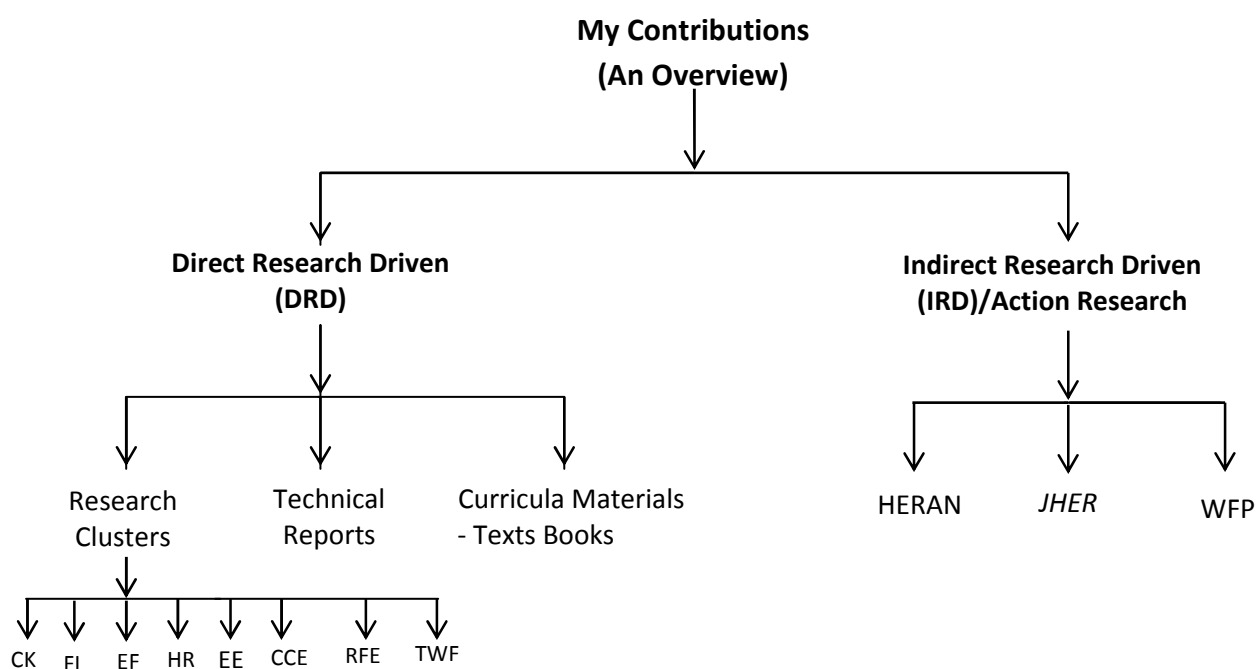 My Contributions
(An Overview)
Direct Research Driven
(DRD)
Indirect Research Driven
(IRD)/Action Research
Research
Clusters
Technical
Reports
Curricula Materials
- Texts Books
HERAN
JHER
WFP
CK
EF
HR
EE
CCE
RFE
TWF